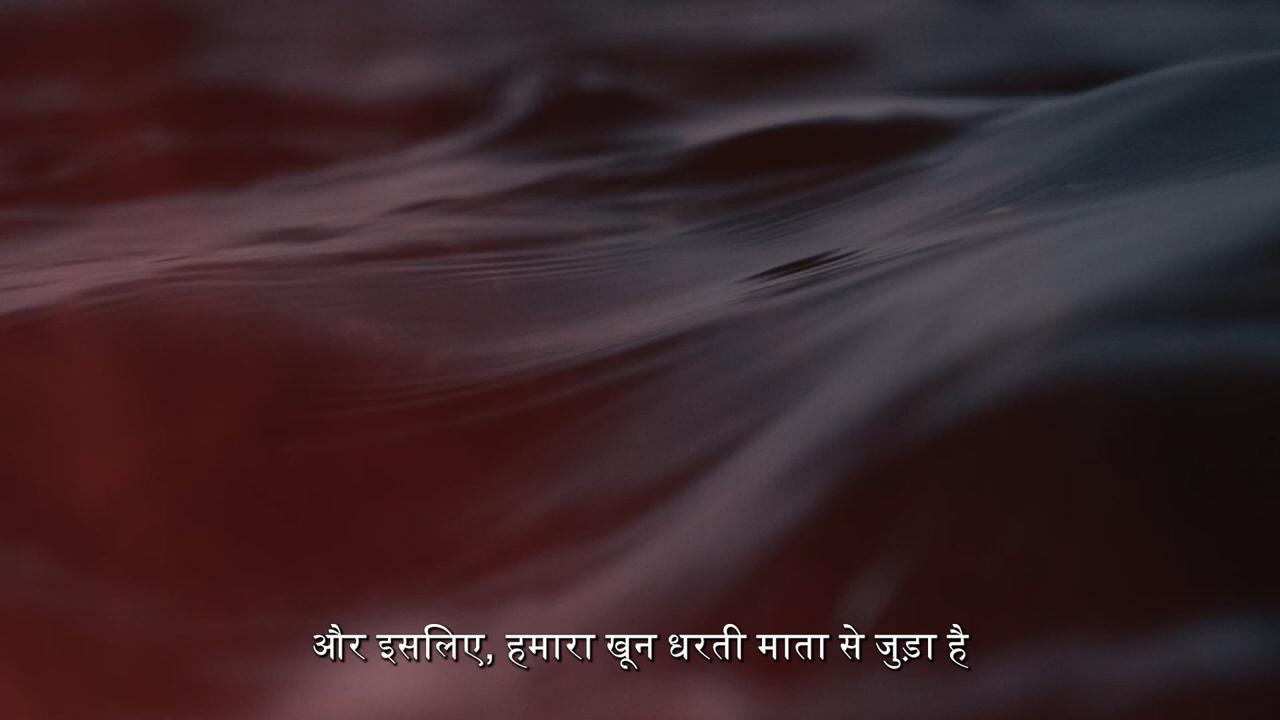 और इसलिए, हमारा खून धरती माता से जुड़ा है